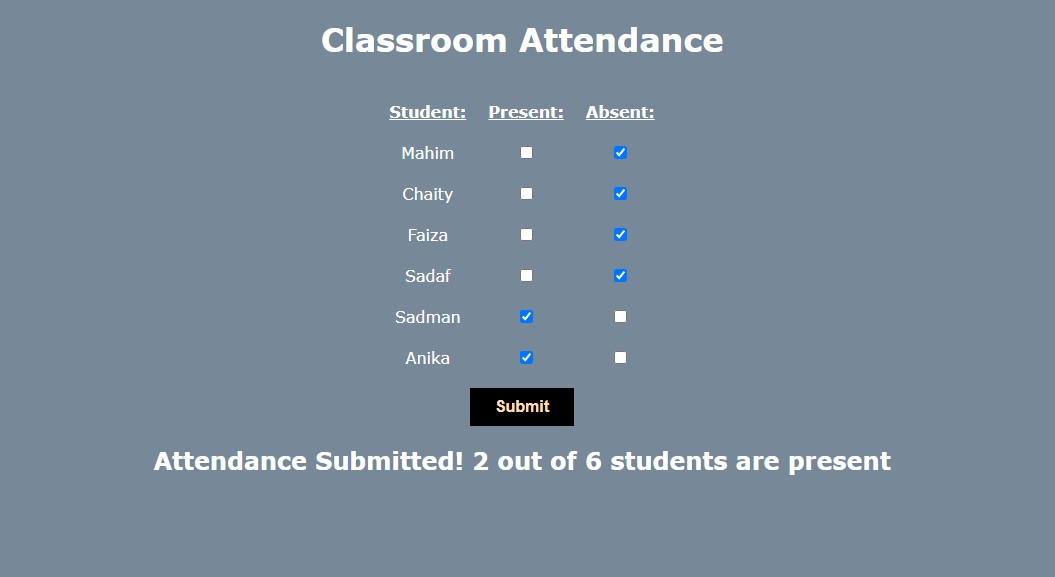 Classroom Attendance
Student: Present: Absent:
Mahim
Chaity
Faiza
Sadaf
Sadman
Anika
Submit
Attendance Submitted! 2 out of 6 students are present